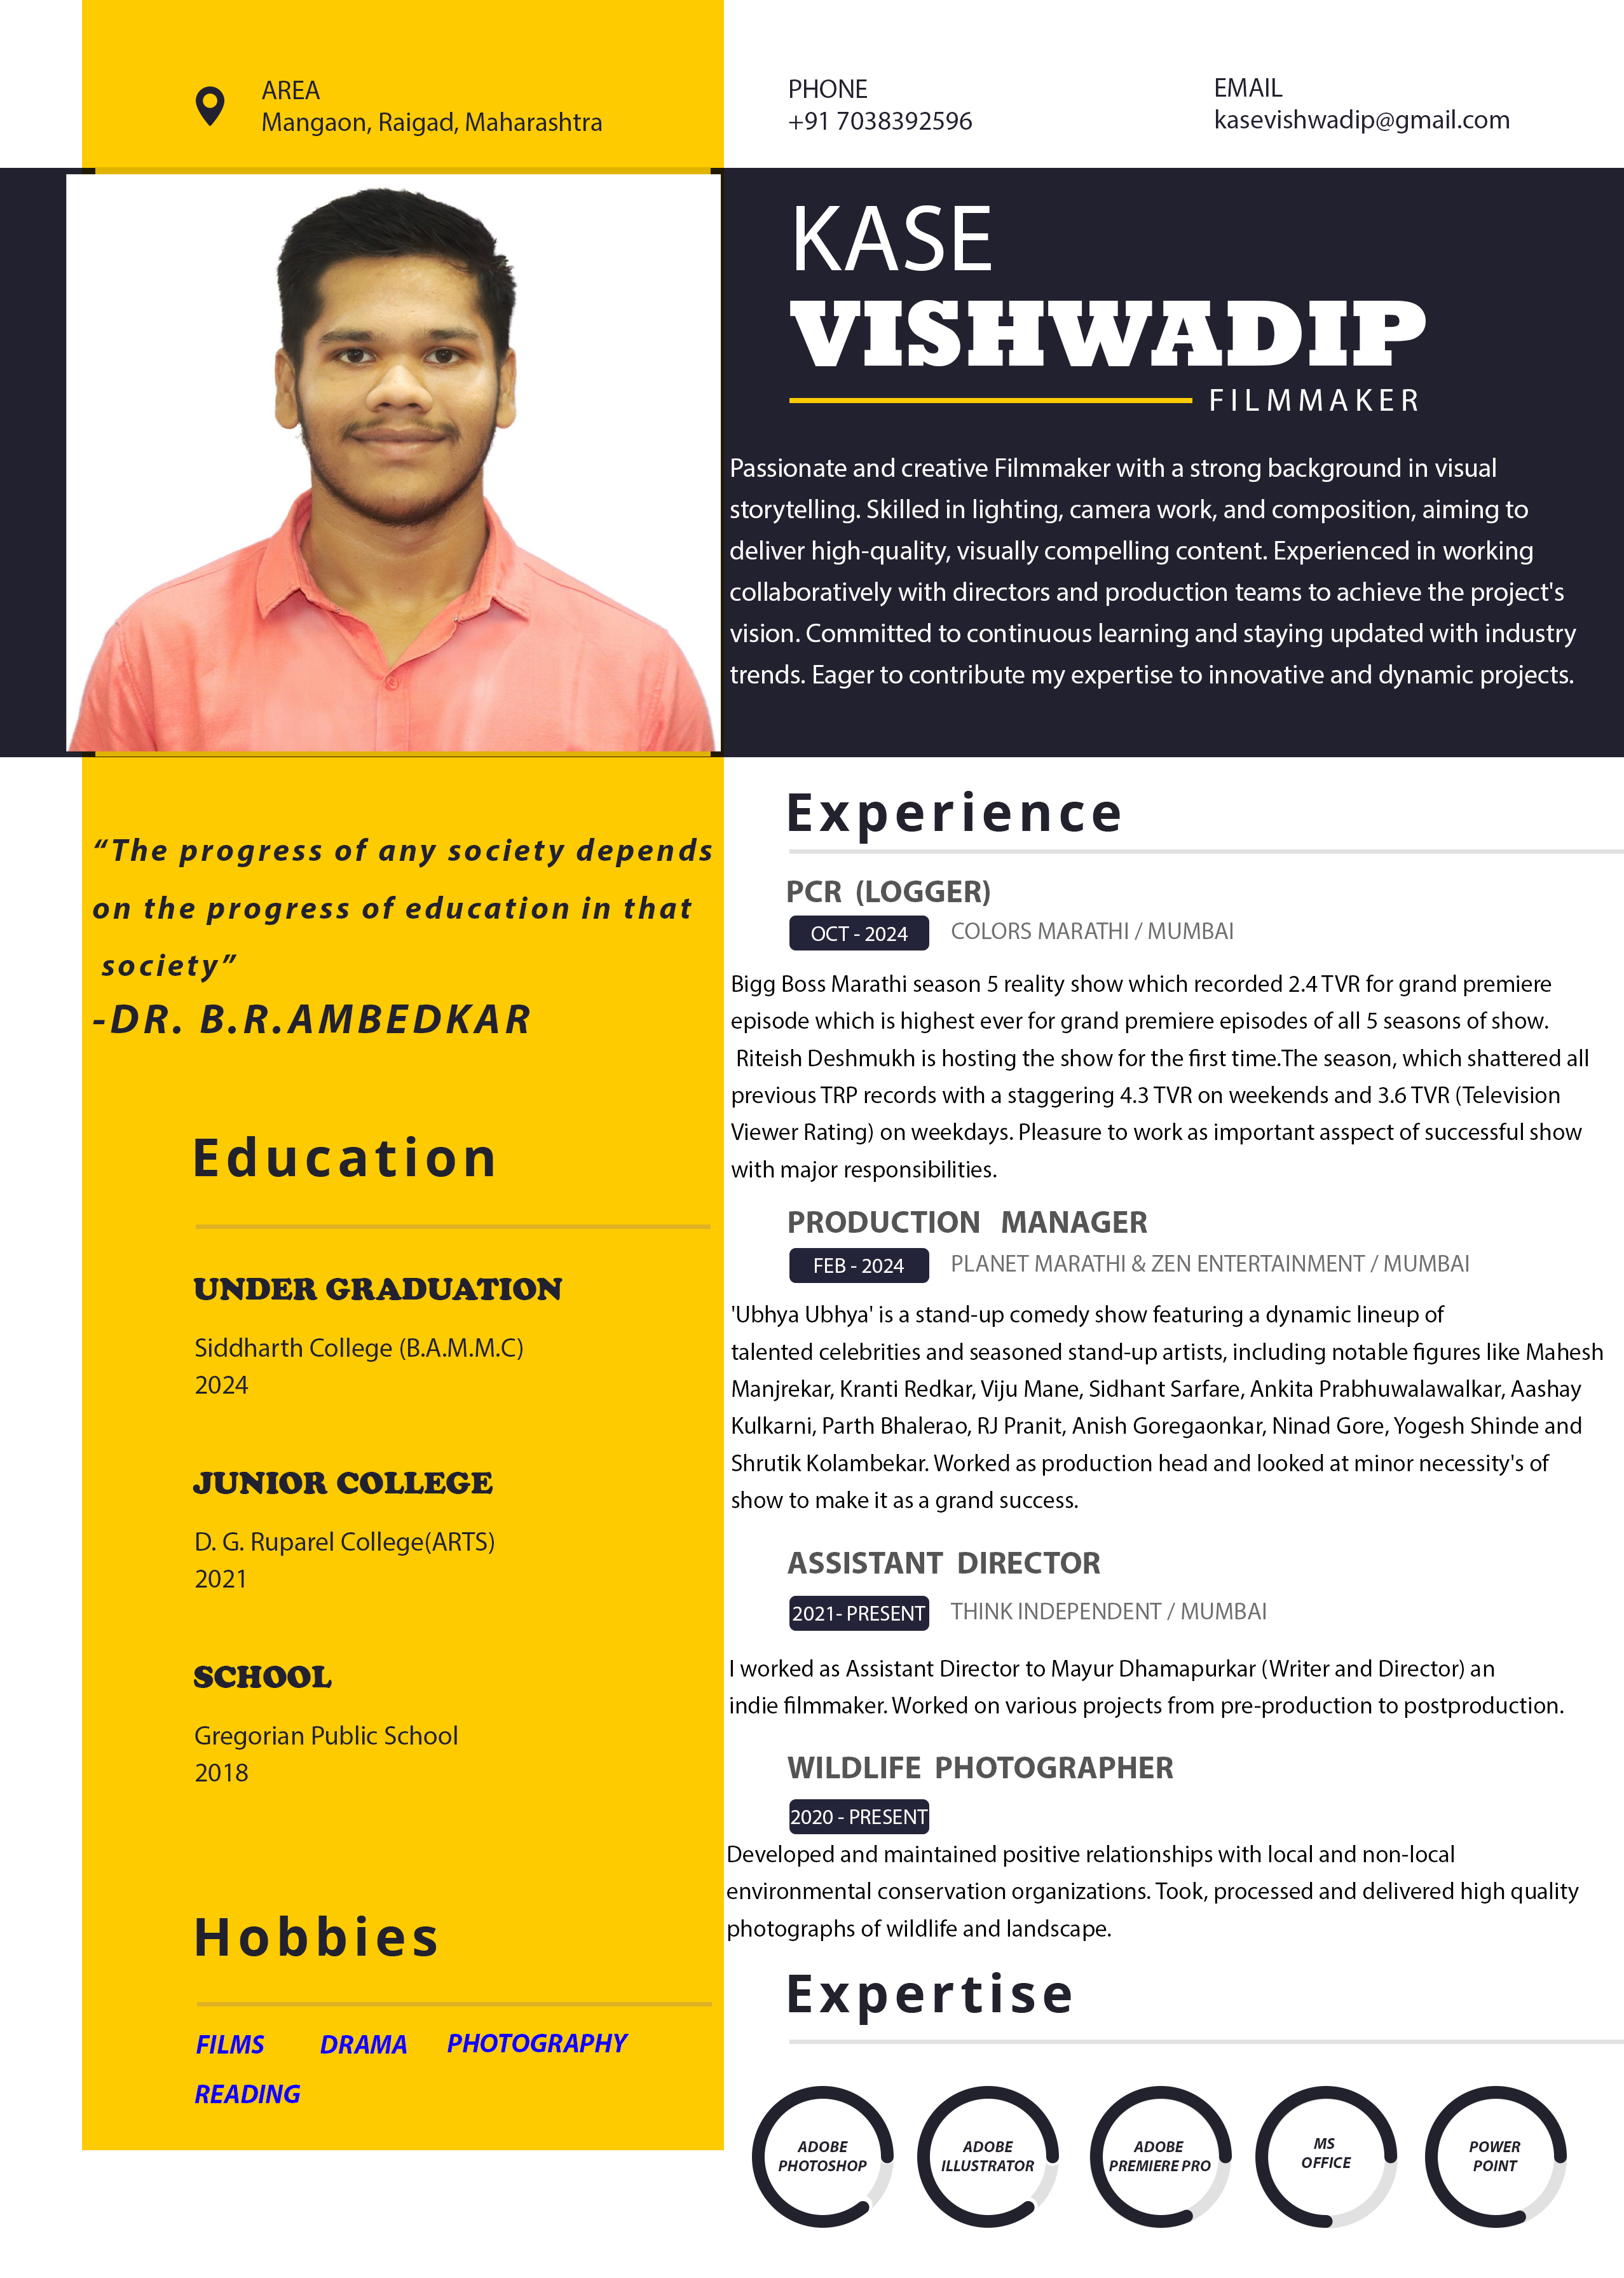 AREA
Mangaon, Raigad, Maharashtra
PHONE
+91 7038392596
EMAIL
kasevishwadip@gmail.com
KASE
VISHWADIP
FILMMAKER
Passionate and creative Filmmaker with a strong background in visual
storytelling. Skilled in lighting, camera work, and composition, aiming to
deliver high-quality, visually compelling content. Experienced in working
collaboratively with directors and production teams to achieve the project's
vision. Committed to continuous learning and staying updated with industry
trends. Eager to contribute my expertise to innovative and dynamic projects.
“The progress of any society depends
on the progress of education in that
society”
-DR. B.R.AMBEDKAR
Education
UNDER GRADUATION
Siddharth College (B.A.M.M.C)
2024
JUNIOR COLLEGE
D. G. Ruparel College(ARTS)
2021
SCHOOL
Gregorian Public School
2018
Hobbies
FILMS DRAMA PHOTOGRAPHY
READING
Experience
PCR (LOGGER)
OCT - 2024 COLORS MARATHI / MUMBAI
Bigg Boss Marathi season 5 reality show which recorded 2.4 TVR for grand premiere
episode which is highest ever for grand premiere episodes of all 5 seasons of show.
Riteish Deshmukh is hosting the show for the first time.The season, which shattered all
previous TRP records with a staggering 4.3 TVR on weekends and 3.6 TVR (Television
Viewer Rating) on weekdays. Pleasure to work as important asspect of successful show
with major responsibilities.
PRODUCTION MANAGER
FEB - 2024 PLANET MARATHI & ZEN ENTERTAINMENT / MUMBAI
'Ubhya Ubhya' is a stand-up comedy show featuring a dynamic lineup of
talented celebrities and seasoned stand-up artists, including notable figures like Mahesh
Manjrekar, Kranti Redkar, Viju Mane, Sidhant Sarfare, Ankita Prabhuwalawalkar, Aashay
Kulkarni, Parth Bhalerao, RJ Pranit, Anish Goregaonkar, Ninad Gore, Yogesh Shinde and
Shrutik Kolambekar. Worked as production head and looked at minor necessity's of
show to make it as a grand success.
ASSISTANT DIRECTOR
2021- PRESENT THINK INDEPENDENT / MUMBAI
I worked as Assistant Director to Mayur Dhamapurkar (Writer and Director) an
indie filmmaker. Worked on various projects from pre-production to postproduction.
WILDLIFE PHOTOGRAPHER
2020 - PRESENT
Developed and maintained positive relationships with local and non-local
environmental conservation organizations. Took, processed and delivered high quality
photographs of wildlife and landscape.
Expertise
ADOBE
PHOTOSHOP
ADOBE
ILLUSTRATOR
ADOBE
PREMIERE PRO
MS
OFFICE
POWER
POINT